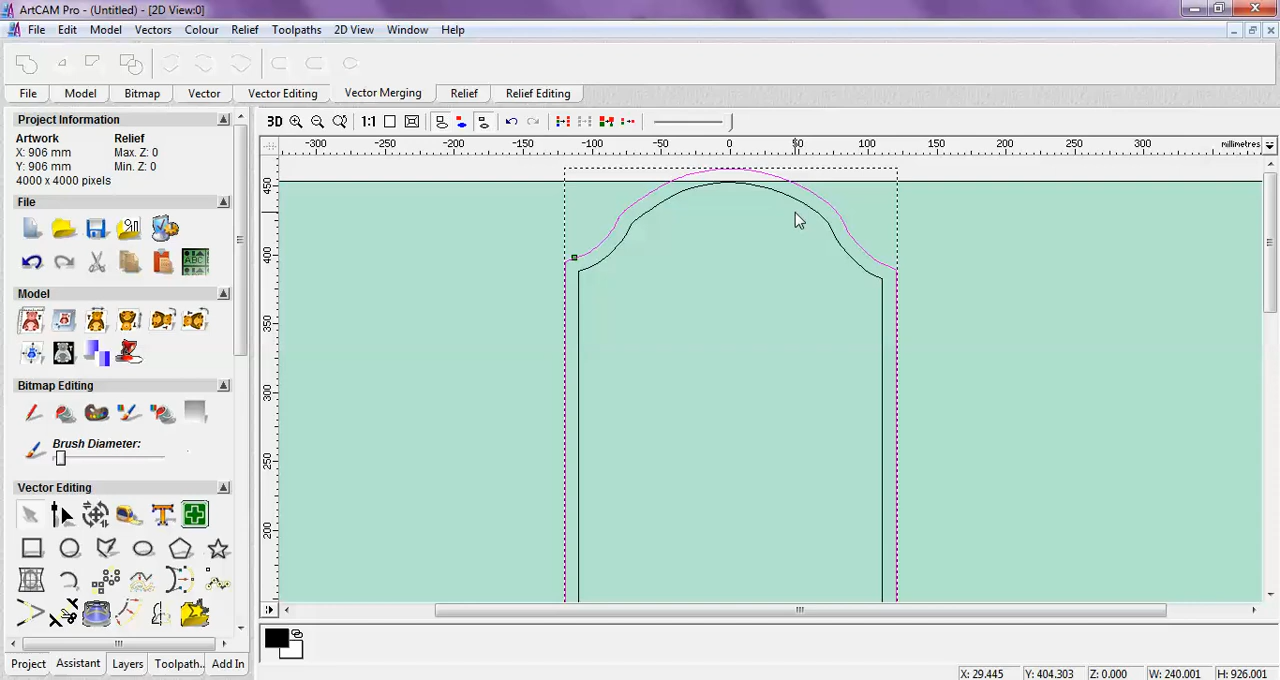 ArtCAM Pro - (Untitled) - [2D View:0]
File Edit Model Vectors Colour Relief Toolpaths 2D View Window Help
File Model Bitmap Vector Vector Editing Vector Merging Relief Relief Editing
3D 1:1
Project Information
Artwork Relief
X: 906 mm Max. Z: 0
Y: 906 mm Min. Z: 0
4000 x 4000 pixels
File
Model
Bitmap Editing
Brush Diameter:
Vector Editing
-300 -250 -200 -150 -100 -50 0 50 100 150 200 250 300 millimetres
450
400
350
300
250
200
Project Assistant Layers Toolpath.. Add In
X: 29.445 Y: 404.303 Z: 0.000 W: 240.001 H: 926.001